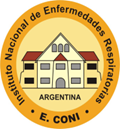 Instituto Nacional de Enfermedades Respiratorias
ARGENTINA
· E. CONI ·